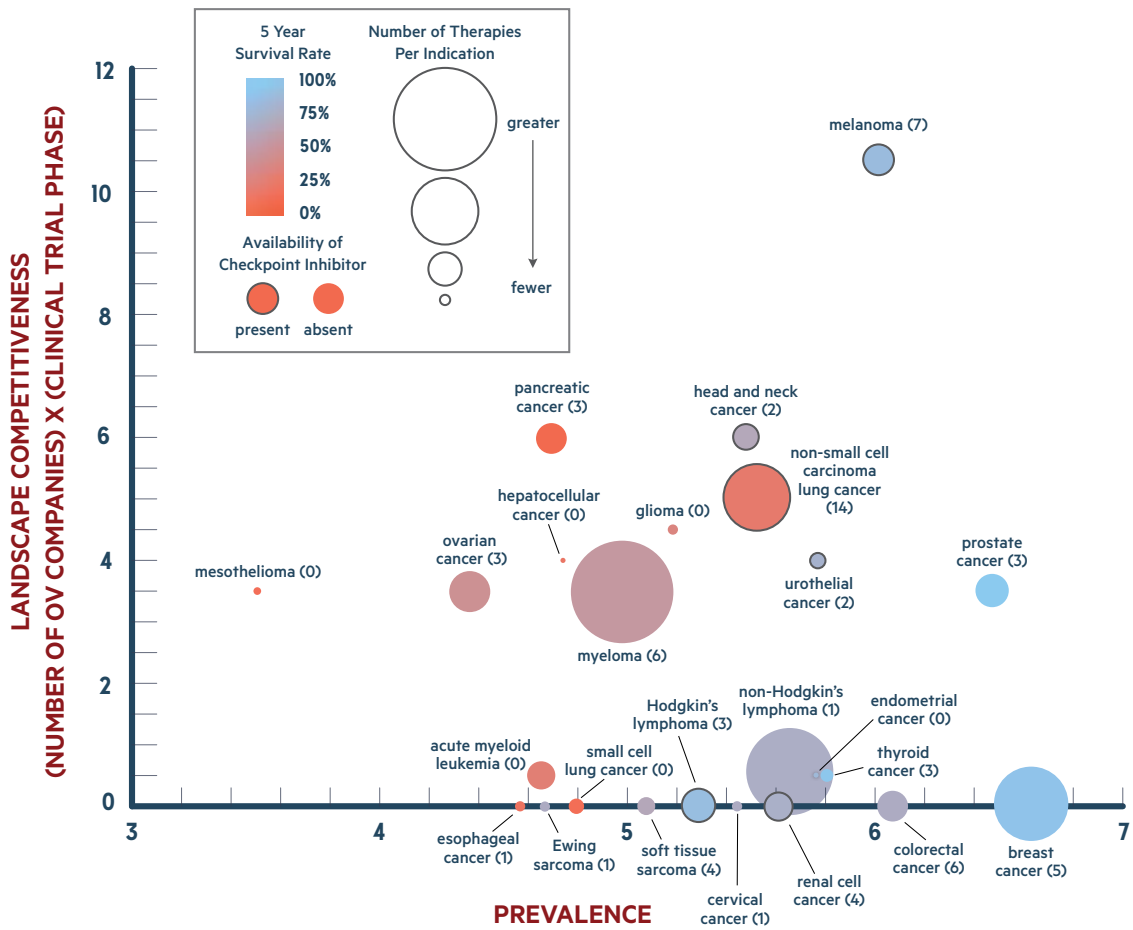 5 Year
Survival Rate
100%
75%
50%
25%
0%
Number of Therapies
Per Indication
greater
fewer
Availability of
Checkpoint Inhibitor
present
absent
LANDSCAPE COMPETITIVENESS
(NUMBER OF OV COMPANIES) X (CLINICAL TRIAL PHASE)
12
10
8
6
4
2
0
melanoma (7)
pancreatic
cancer (3)
head and neck
cancer (2)
non-small cell
carcinoma
lung cancer
(14)
hepatocellular
cancer (0)
glioma (0)
ovarian
cancer (3)
mesothelioma (0)
prostate
cancer (3)
urothelial
cancer (2)
myeloma (6)
Hodgkin's
lymphoma (3)
non-Hodgkin's
lymphoma (1)
endometrial
cancer (0)
thyroid
cancer (3)
acute myeloid
leukemia (0)
small cell
lung cancer (0)
esophageal
cancer (1)
Ewing
sarcoma (1)
soft tissue
sarcoma (4)
cervical
cancer (1)
renal cell
cancer (4)
colorectal
cancer (6)
breast
cancer (5)
3
4
5
6
7
PREVALENCE